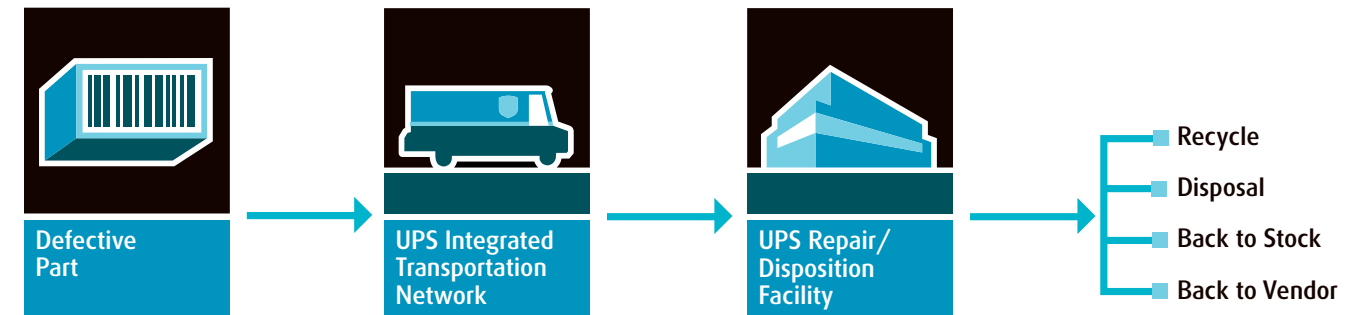 Defective
Part
UPS Integrated
Transportation
Network
UPS Repair/
Disposition
Facility
Recycle
Disposal
Back to Stock
Back to Vendor